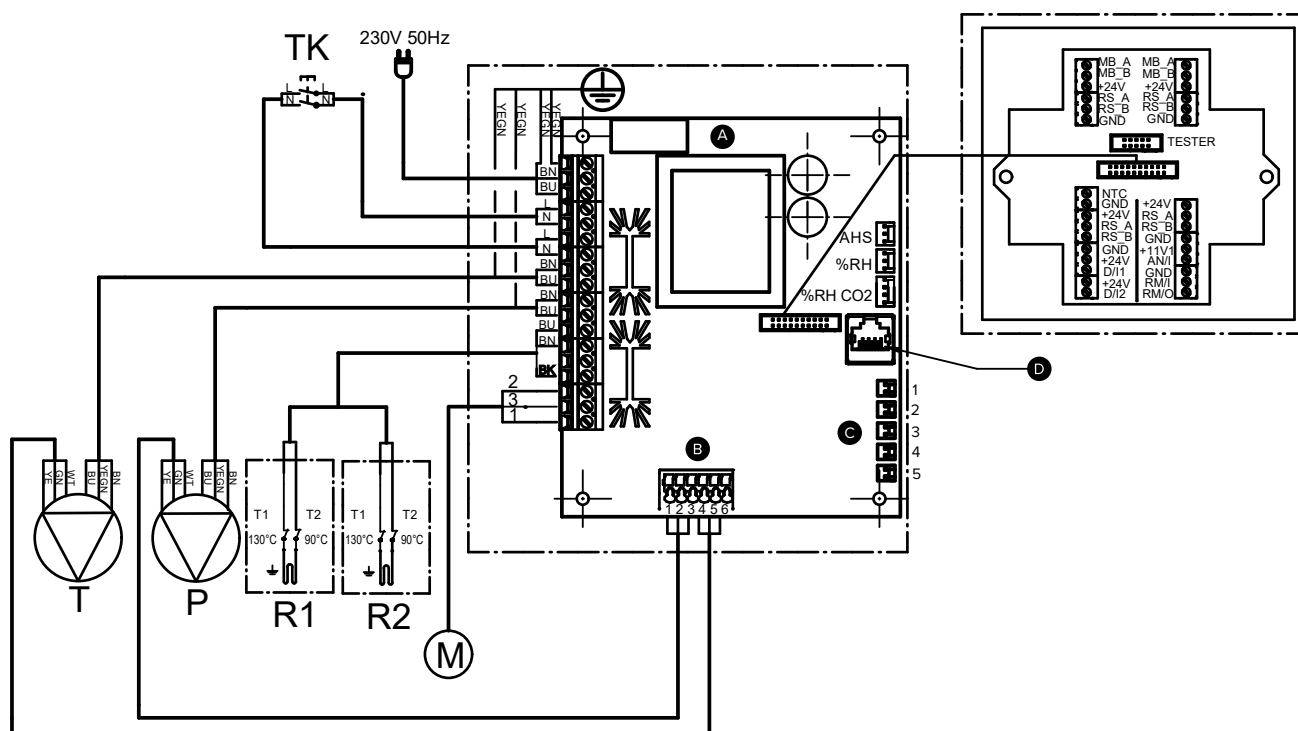 TK
230V 50Hz
L
N
L
N
YEGN
YEGN
YEGN
YEGN
A
BN
BU
L
N
L
N
BN
BU
BN
BU
BU
BN
BK
2
3
1
AHS
%RH
%RH CO2
D
1
2
3
4
5
C
B
1 2 3 4 5 6
MB_A MB_A
MB_B MB_B
+24V +24V
RS_A RS_A
RS_B RS_B
GND GND
TESTER
NTC
GND +24V
+24V RS_A
RS_A RS_B
RS_B GND
GND +11V1
+24V AN/I
D/I1 GND
+24V RM/I
D/I2 RM/O
YE GN WT BU YEGN BN
YE GN WT BU YEGN BN
T1 T2
130°C 90°C
T1 T2
130°C 90°C
T
P
R1
R2
M